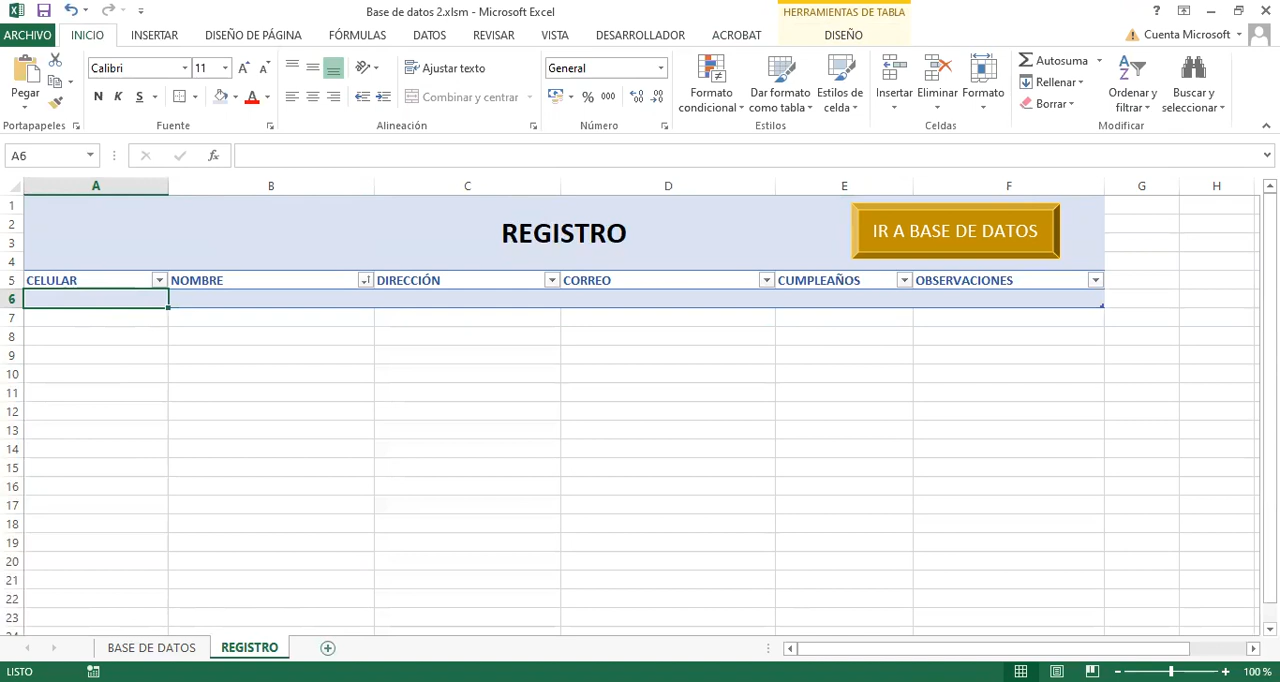 Base de datos 2.xlsm - Microsoft Excel
HERRAMIENTAS DE TABLA
?
ARCHIVO INICIO INSERTAR DISEÑO DE PÁGINA FÓRMULAS DATOS REVISAR VISTA DESARROLLADOR ACROBAT DISEÑO Cuenta Microsoft
Pegar
Calibri 11
N K S
Portapapeles
Fuente
Ajustar texto
Combinar y centrar
Alineación
General
% 000
Número
Formato condicional
Dar formato como tabla
Estilos de celda
Estilos
Insertar Eliminar Formato
Celdas
Autosuma
Rellenar
Borrar
Ordenar y filtrar
Buscar y seleccionar
Modificar
A6
fx
A B C D E F G H
1
2
3
4
REGISTRO
IR A BASE DE DATOS
5 CELULAR NOMBRE DIRECCIÓN CORREO CUMPLEAÑOS OBSERVACIONES
6
7
8
9
10
11
12
13
14
15
16
17
18
19
20
21
22
23
BASE DE DATOS REGISTRO
LISTO
100 %